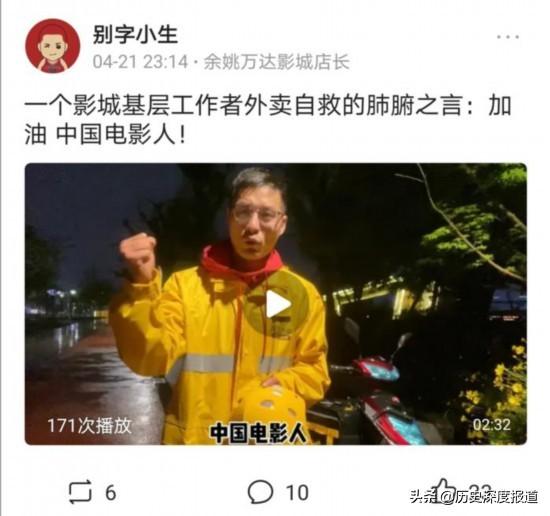 别字小生
04-21 23:14 · 余姚万达影城店长
一个影城基层工作者外卖自救的肺腑之言：加
油 中国电影人！
171次播放
02:32
中国电影人
6
10
23
头条@历史深度报道